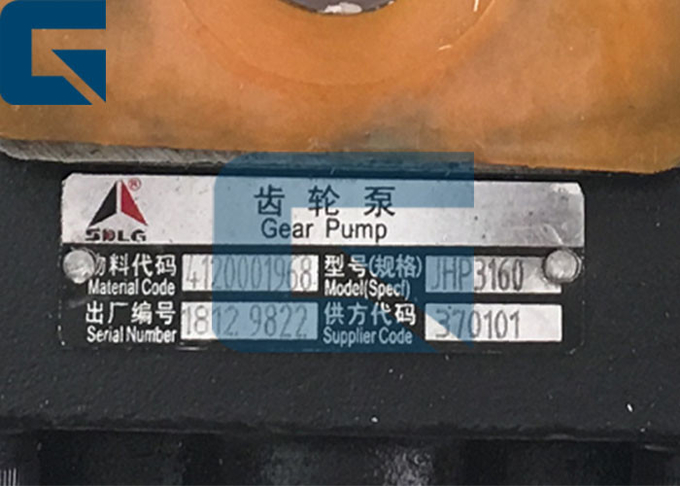 ®
SDLG
齿轮泵
Gear Pump
物料代码 4120001968 型号(规格) JHP3160
Material Code Model(Specf)
出厂编号 1812.9822 供方代码 370101
Serial Number Supplier Code